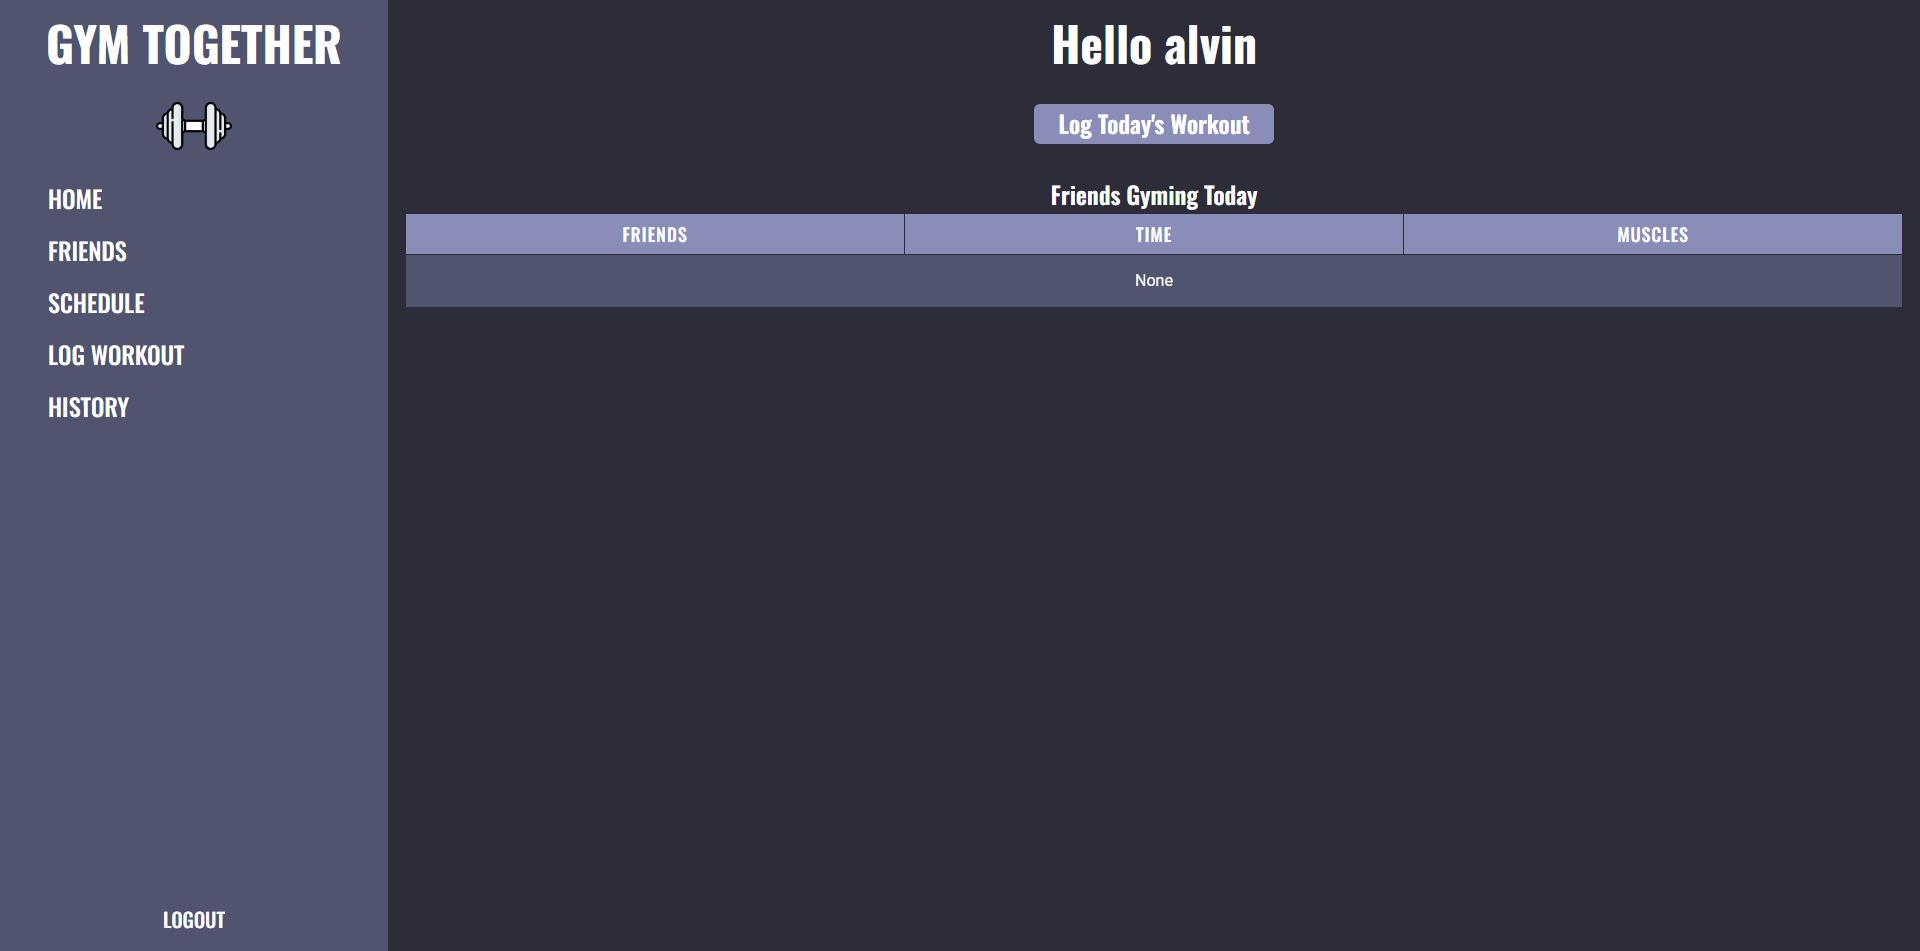 GYM TOGETHER
HOME
FRIENDS
SCHEDULE
LOG WORKOUT
HISTORY
LOGOUT
Hello alvin
Log Today's Workout
Friends Gyming Today
FRIENDS TIME MUSCLES
None